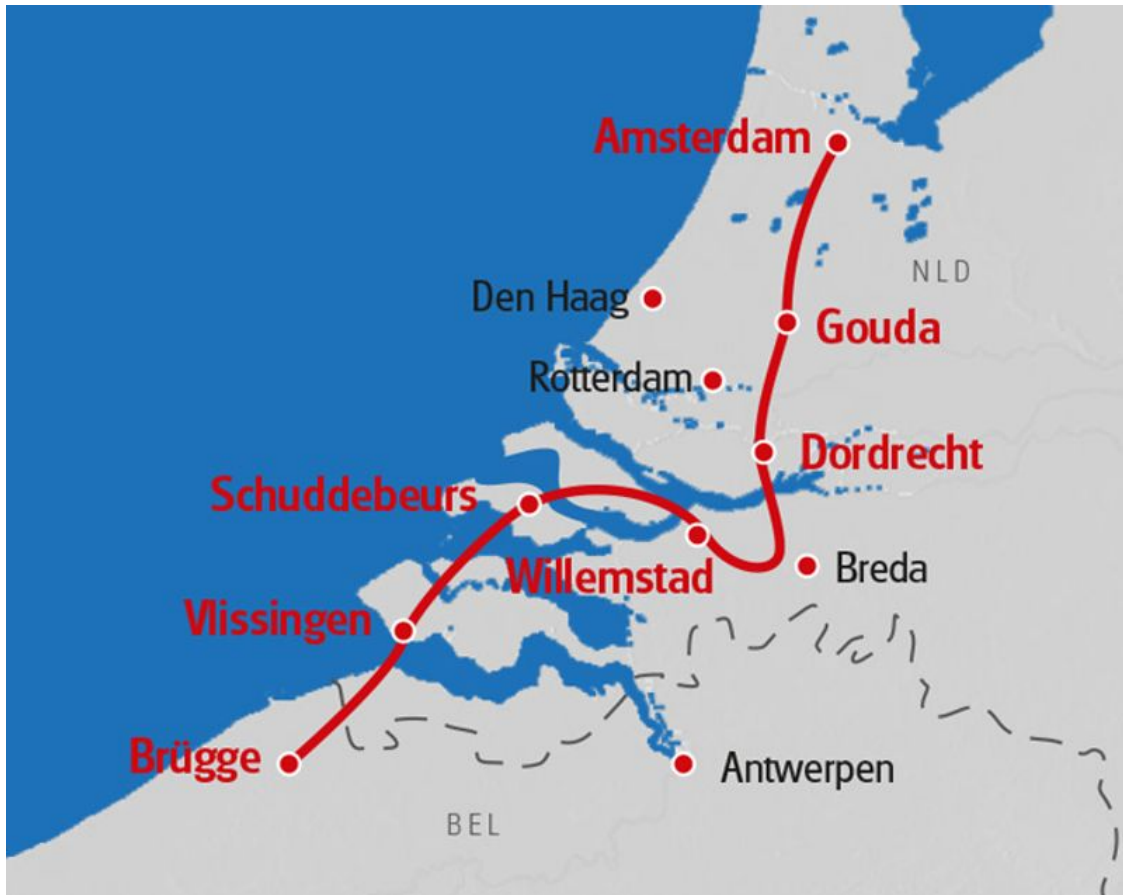 Amsterdam
NLD
Den Haag
Gouda
Rotterdam
Dordrecht
Schuddebeurs
Willemstad
Breda
Vlissingen
Brügge
Antwerpen
BEL